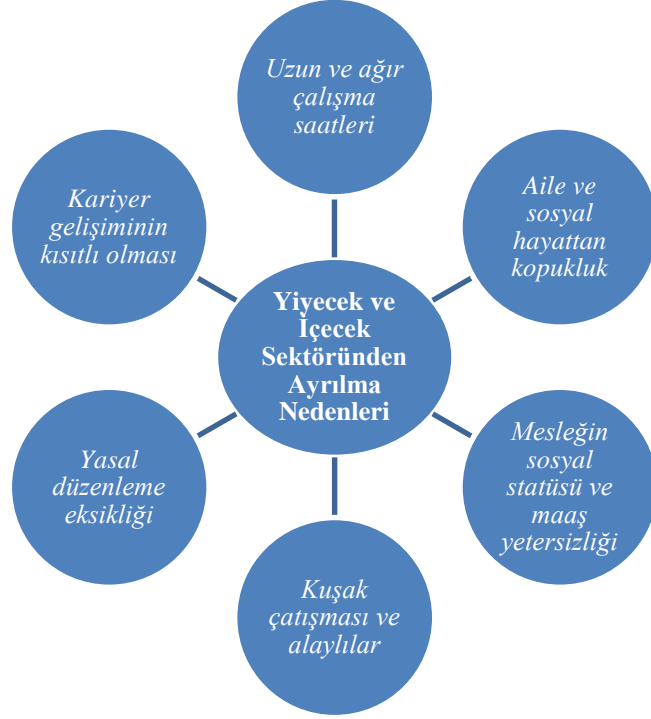 Uzun ve ağır
çalışma
saatleri
Aile ve
sosyal
hayattan
kopukluk
Mesleğin
sosyal
statüsü ve
maaş
yetersizliği
Kuşak
çatışması ve
alaylılar
Yasal
düzenleme
eksikliği
Kariyer
gelişiminin
kısıtlı olması
Yiyecek ve
İçecek
Sektöründen
Ayrılma
Nedenleri